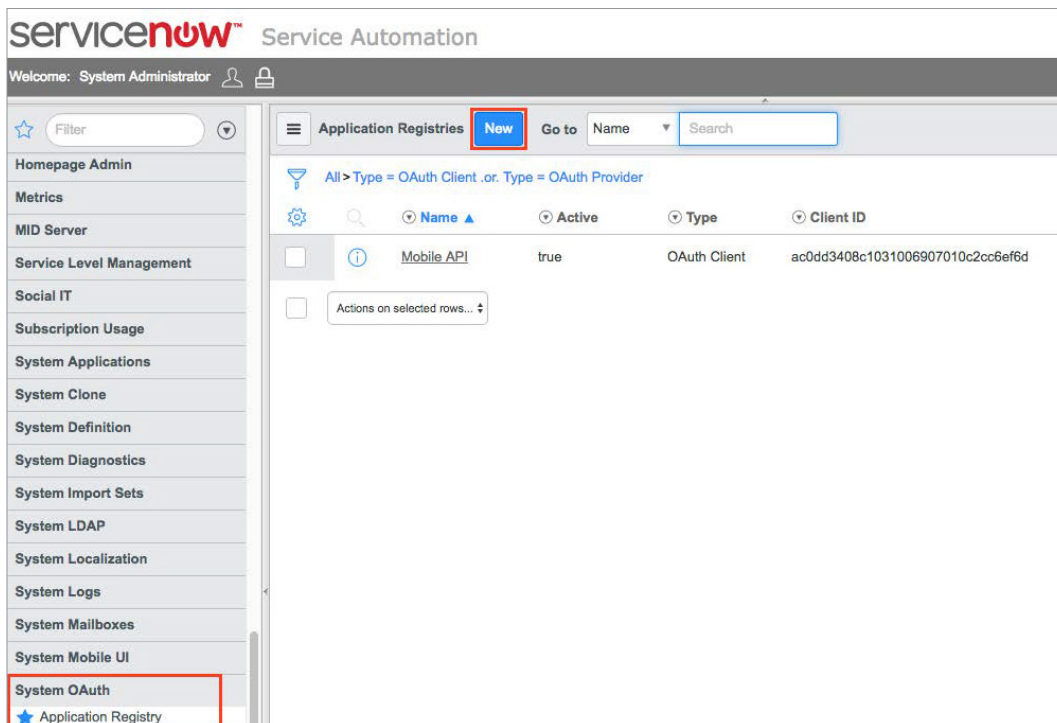 servicenow™ Service Automation
Welcome: System Administrator
Filter
Homepage Admin
Metrics
MID Server
Service Level Management
Social IT
Subscription Usage
System Applications
System Clone
System Definition
System Diagnostics
System Import Sets
System LDAP
System Localization
System Logs
System Mailboxes
System Mobile UI
System OAuth
Application Registry
Application Registries New Go to Name Search
All > Type = OAuth Client .or. Type = OAuth Provider
Name Active Type Client ID
Mobile API true OAuth Client ac0dd3408c1031006907010c2cc6ef6d
Actions on selected rows...